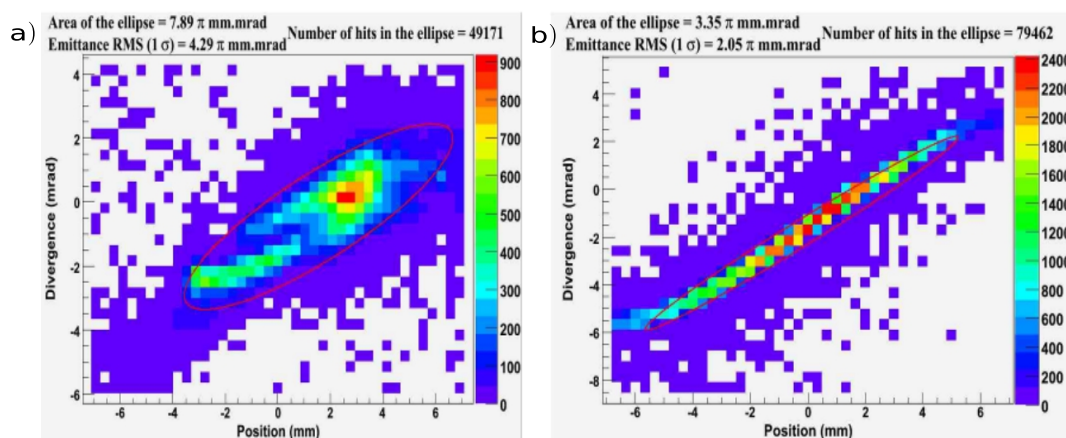 a)
Area of the ellipse = 7.89 π mm.mrad
Emittance RMS (1 σ) = 4.29 π mm.mrad
Number of hits in the ellipse = 49171
4
2
0
-2
-4
-6
Divergence (mrad)
-6 -4 -2 0 2 4 6
Position (mm)
900
800
700
600
500
400
300
200
100
0
b)
Area of the ellipse = 3.35 π mm.mrad
Emittance RMS (1 σ) = 2.05 π mm.mrad
Number of hits in the ellipse = 79462
4
2
0
-2
-4
-6
-8
Divergence (mrad)
-6 -4 -2 0 2 4 6
Position (mm)
2400
2200
2000
1800
1600
1400
1200
1000
800
600
400
200
0